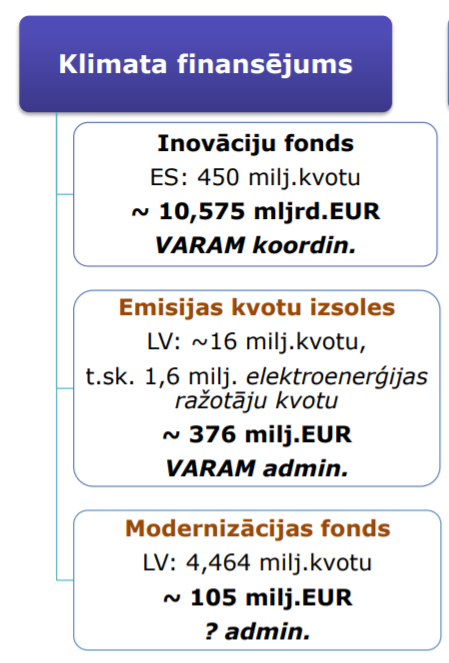 Klimata finansējums
Inovāciju fonds
ES: 450 milj.kvotu
~ 10,575 mljrd.EUR
VARAM koordin.
Emisijas kvotu izsoles
LV: ~16 milj.kvotu,
t.sk. 1,6 milj. elektroenerģijas
ražotāju kvotu
~ 376 milj.EUR
VARAM admin.
Modernizācijas fonds
LV: 4,464 milj.kvotu
~ 105 milj.EUR
? admin.